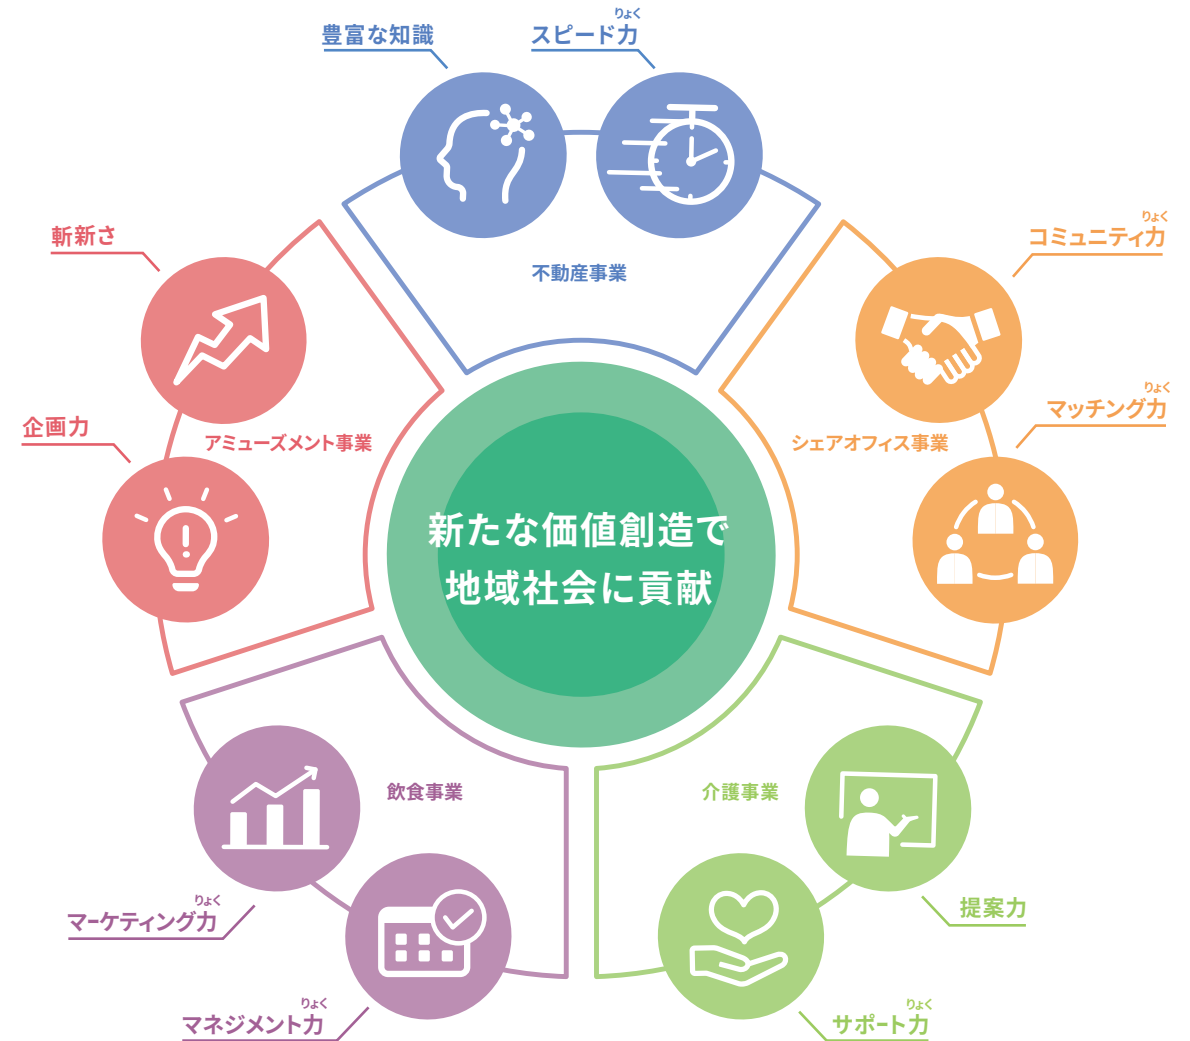 豊富な知識
りょく
スピード力
不動産事業
斬新さ
企画力
アミューズメント事業
りょく
コミュニティ力
りょく
マッチング力
シェアオフィス事業
新たな価値創造で
地域社会に貢献
飲食事業
りょく
マーケティング力
りょく
マネジメント力
介護事業
提案力
りょく
サポート力